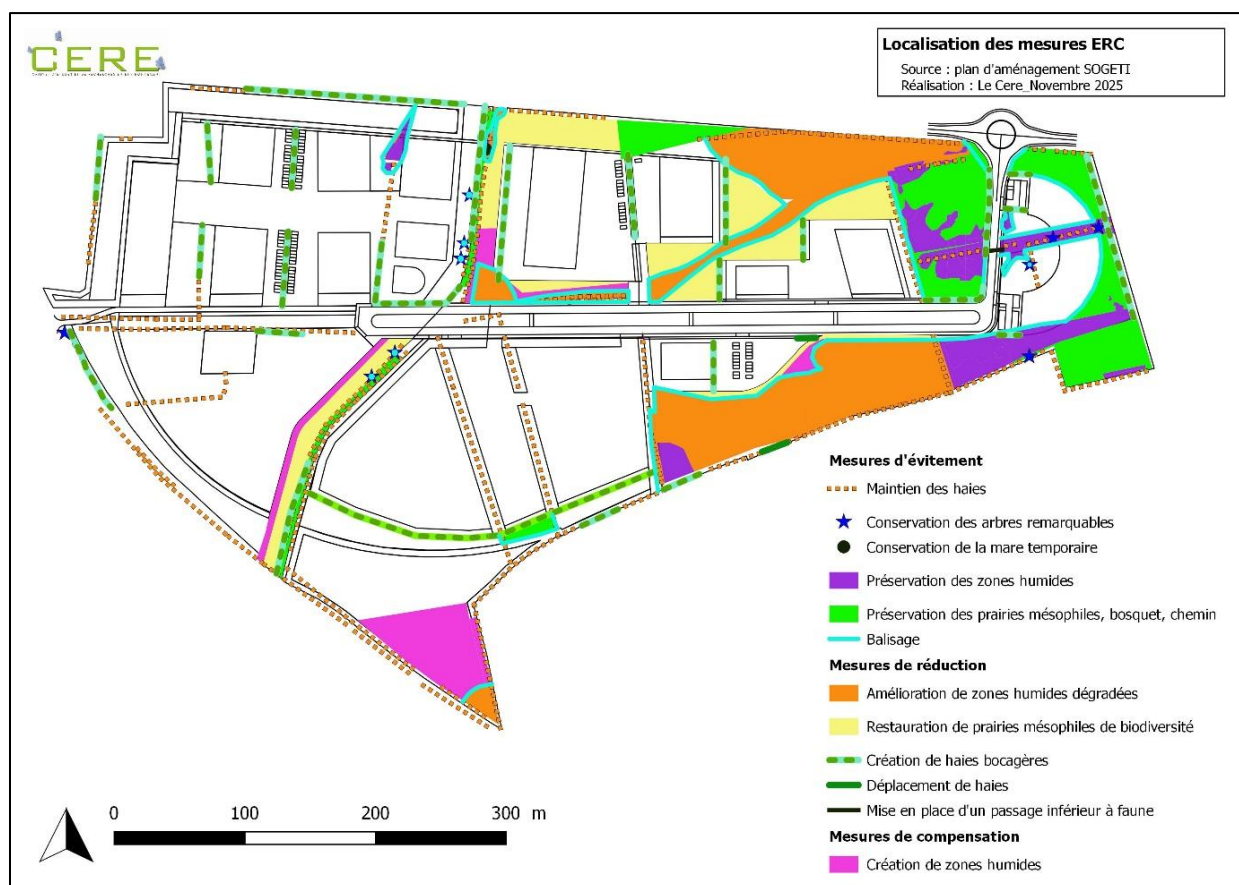 CERE
Localisation des mesures ERC
Source : plan d'aménagement SOGETI
Réalisation : Le Cere_Novembre 2025
Mesures d'évitement
Maintien des haies
Conservation des arbres remarquables
Conservation de la mare temporaire
Préservation des zones humides
Préservation des prairies mésophiles, bosquet, chemin
Balisage
Mesures de réduction
Amélioration de zones humides dégradées
Restauration de prairies mésophiles de biodiversité
Création de haies bocagères
Déplacement de haies
Mise en place d'un passage inférieur à faune
Mesures de compensation
Création de zones humides
0 100 200 300 m